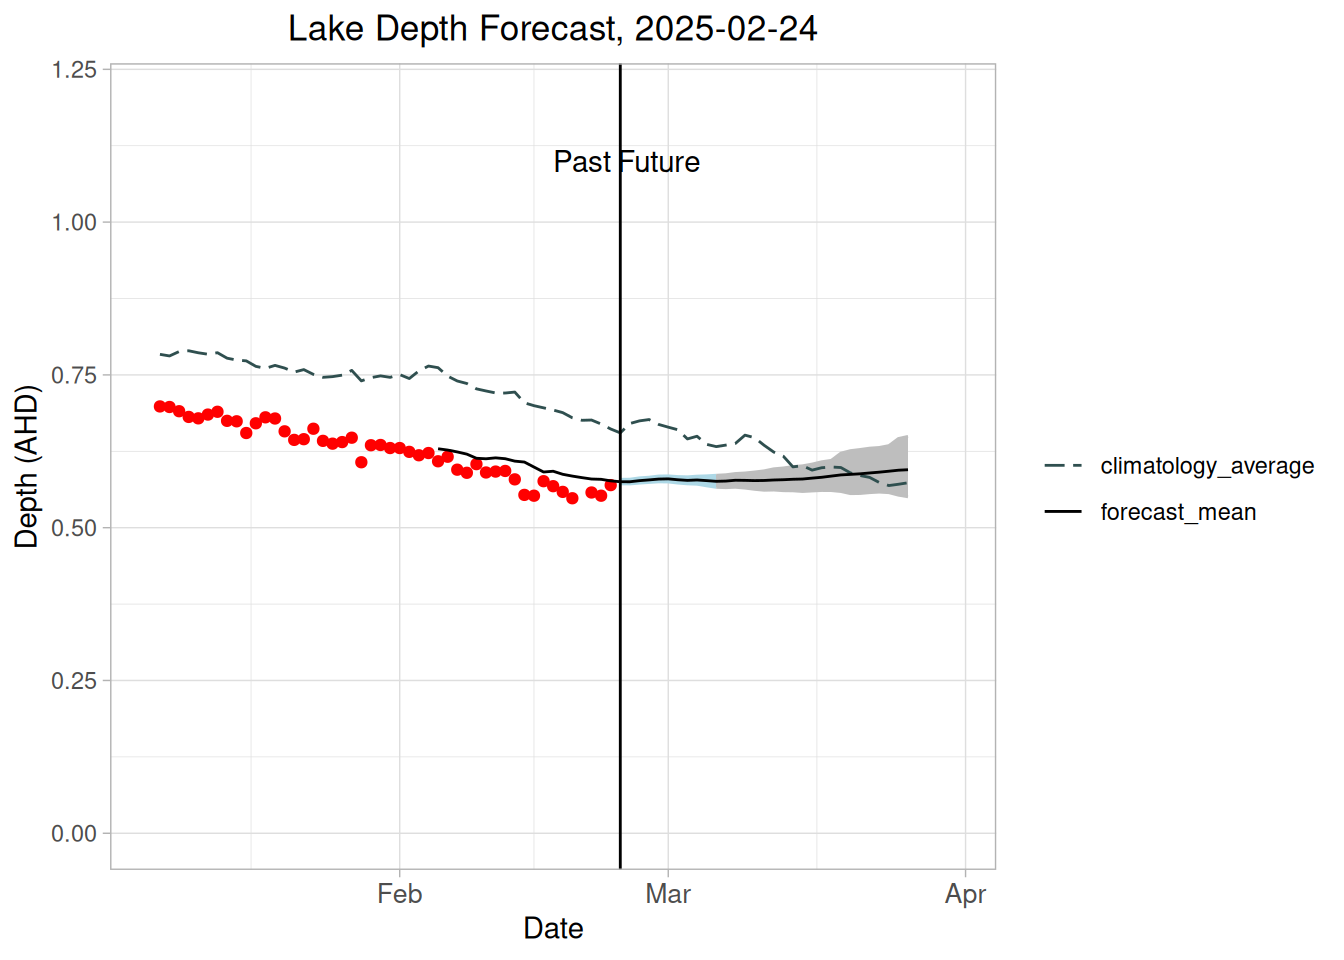 Lake Depth Forecast, 2025-02-24
1.25
1.00
0.75
0.50
0.25
0.00
Depth (AHD)
Past Future
Feb
Mar
Apr
Date
climatology_average
forecast_mean